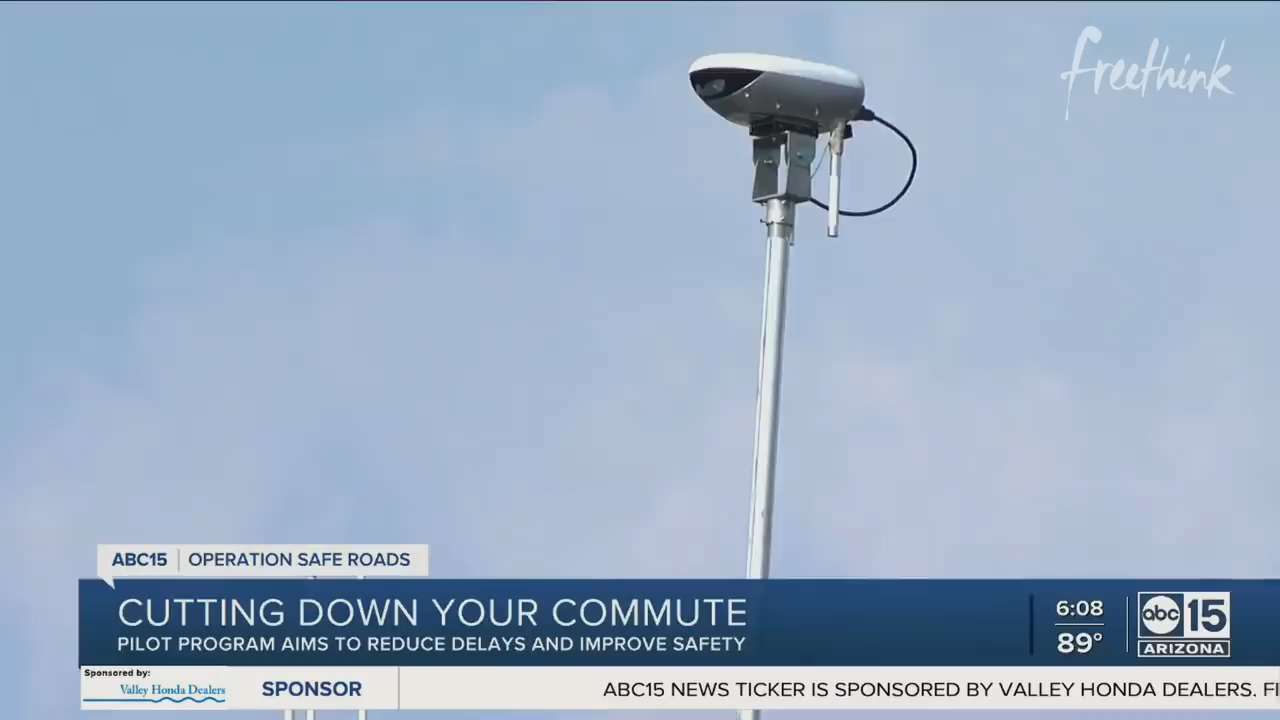 freethink
ABC15 | OPERATION SAFE ROADS
CUTTING DOWN YOUR COMMUTE
PILOT PROGRAM AIMS TO REDUCE DELAYS AND IMPROVE SAFETY
6:08
89°
abc 15
ARIZONA
Sponsored by:
Valley Honda Dealers
SPONSOR
ABC15 NEWS TICKER IS SPONSORED BY VALLEY HONDA DEALERS. FI